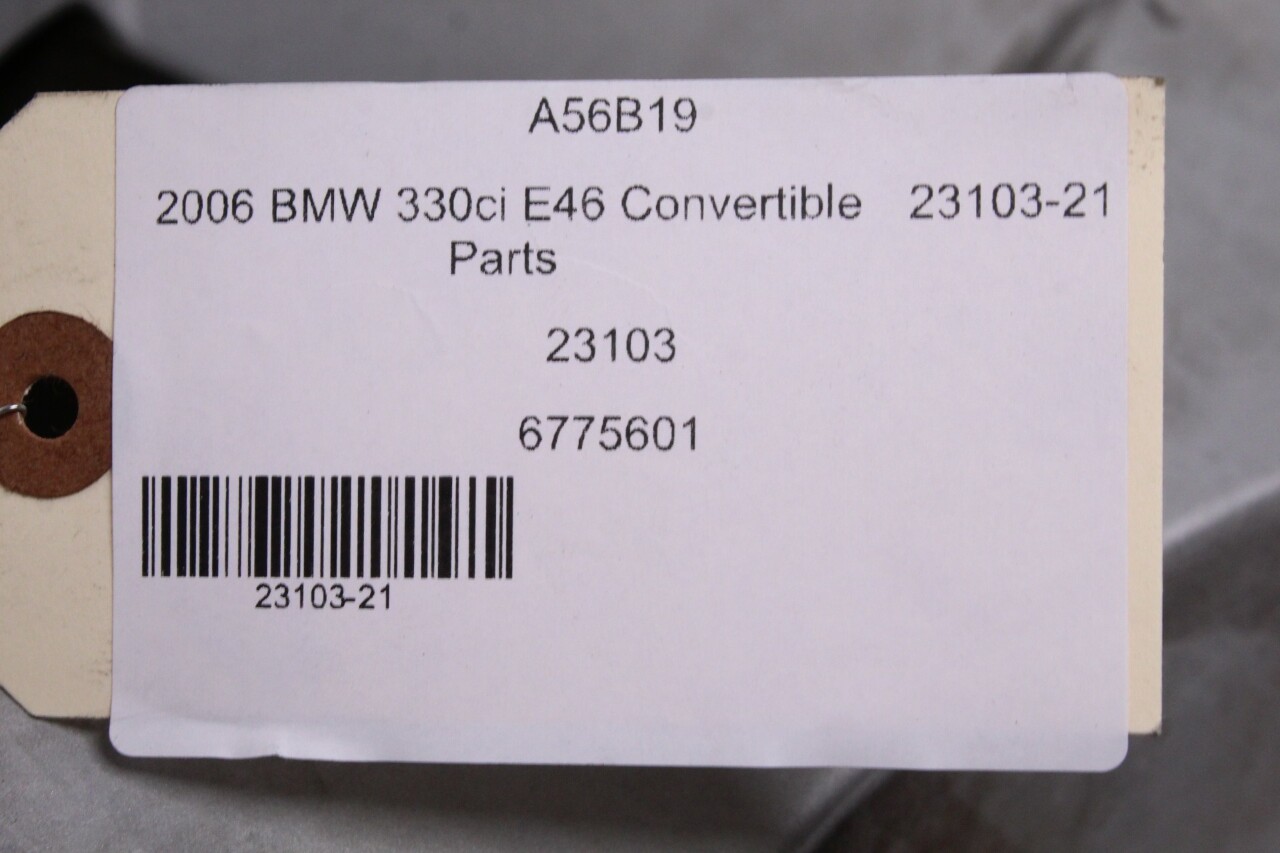 A56B19
2006 BMW 330ci E46 Convertible 23103-21
Parts
23103
6775601
23103-21